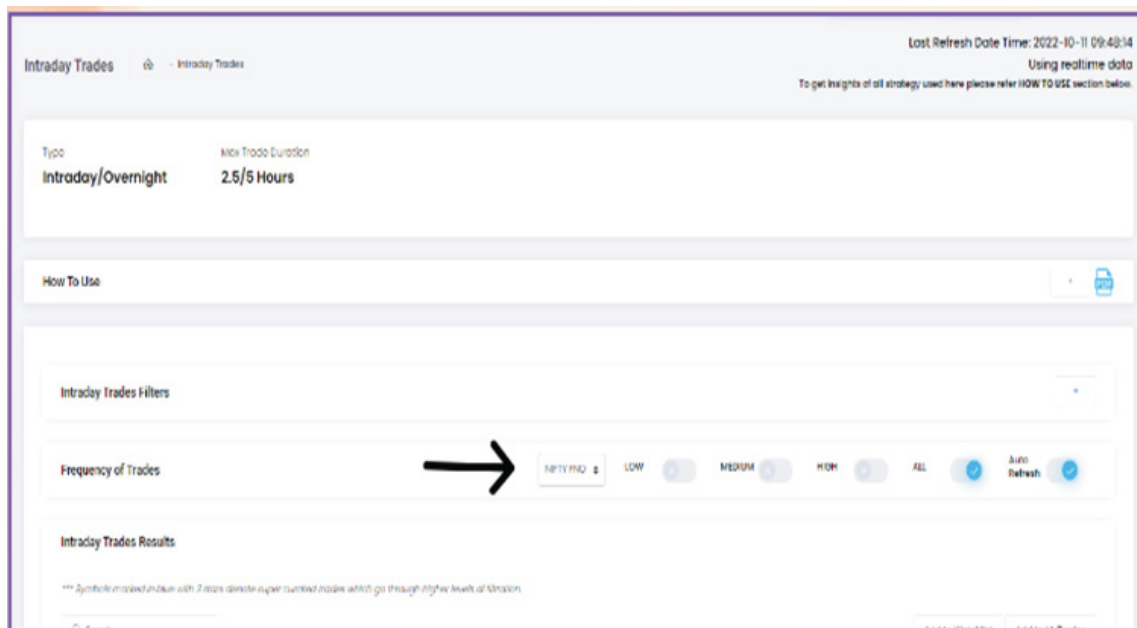 Last Refresh Date Time: 2022-10-11 09:48:14
Intraday Trades - Intraday Trades
Using realtime data
To get insights of all strategy used here please refer HOW TO USE section below.
Type Max Trade Duration
Intraday/Overnight 2.5/5 Hours
How To Use
PDF
Intraday Trades Filters
Frequency of Trades NIFTY FNO LOW MEDIUM HIGH ALL Auto Refresh
Intraday Trades Results
*** Symbols marked in blue with 2 stars denote super curated trades which go through higher levels of filtration.